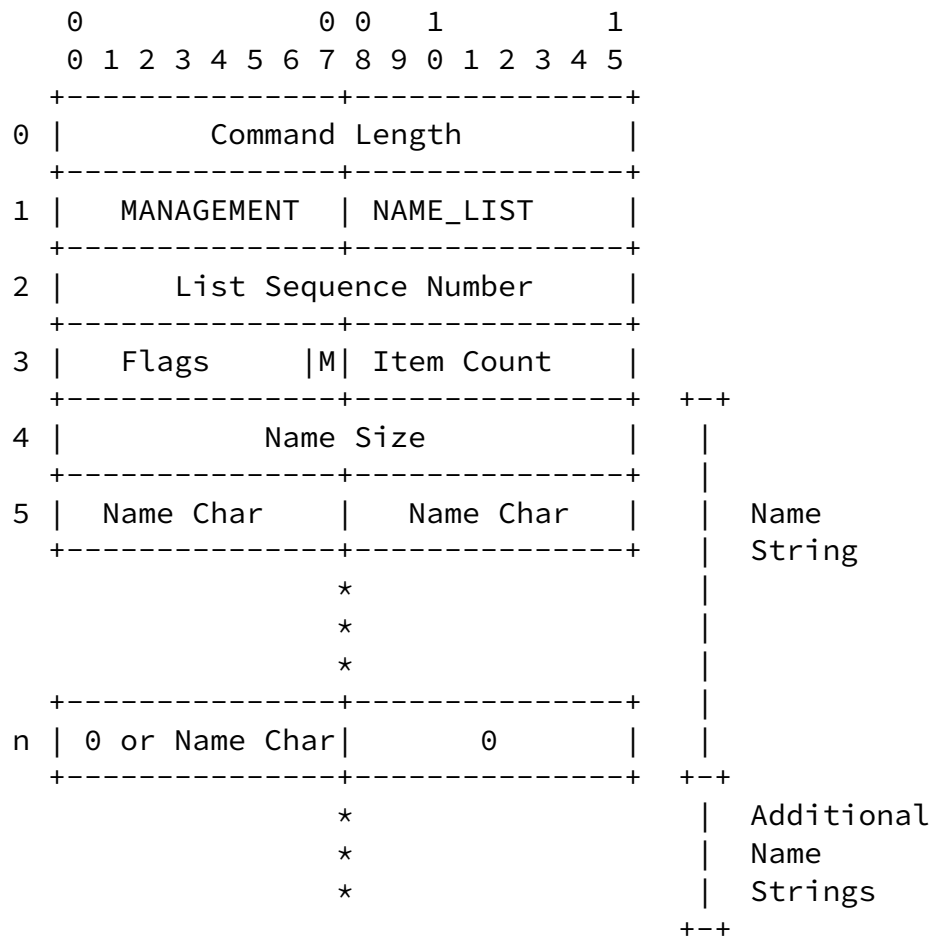 0             0 0   1         1
   0 1 2 3 4 5 6 7 8 9 0 1 2 3 4 5
  +---------------+---------------+
0 |        Command Length         |
  +---------------+---------------+
1 |   MANAGEMENT  | NAME_LIST     |
  +---------------+---------------+
2 |      List Sequence Number     |
  +---------------+---------------+
3 |   Flags     |M| Item Count    |
  +---------------+---------------+  +-+
4 |           Name Size           |   |
  +---------------+---------------+   |
5 |  Name Char    |   Name Char   |   |  Name
  +---------------+---------------+   |  String
                  *                   |
                  *                   |
                  *                   |
  +---------------+---------------+   |
n | 0 or Name Char|       0       |   |
  +---------------+---------------+  +-+
                  *                   |  Additional
                  *                   |  Name
                  *                   |  Strings
                                     +-+